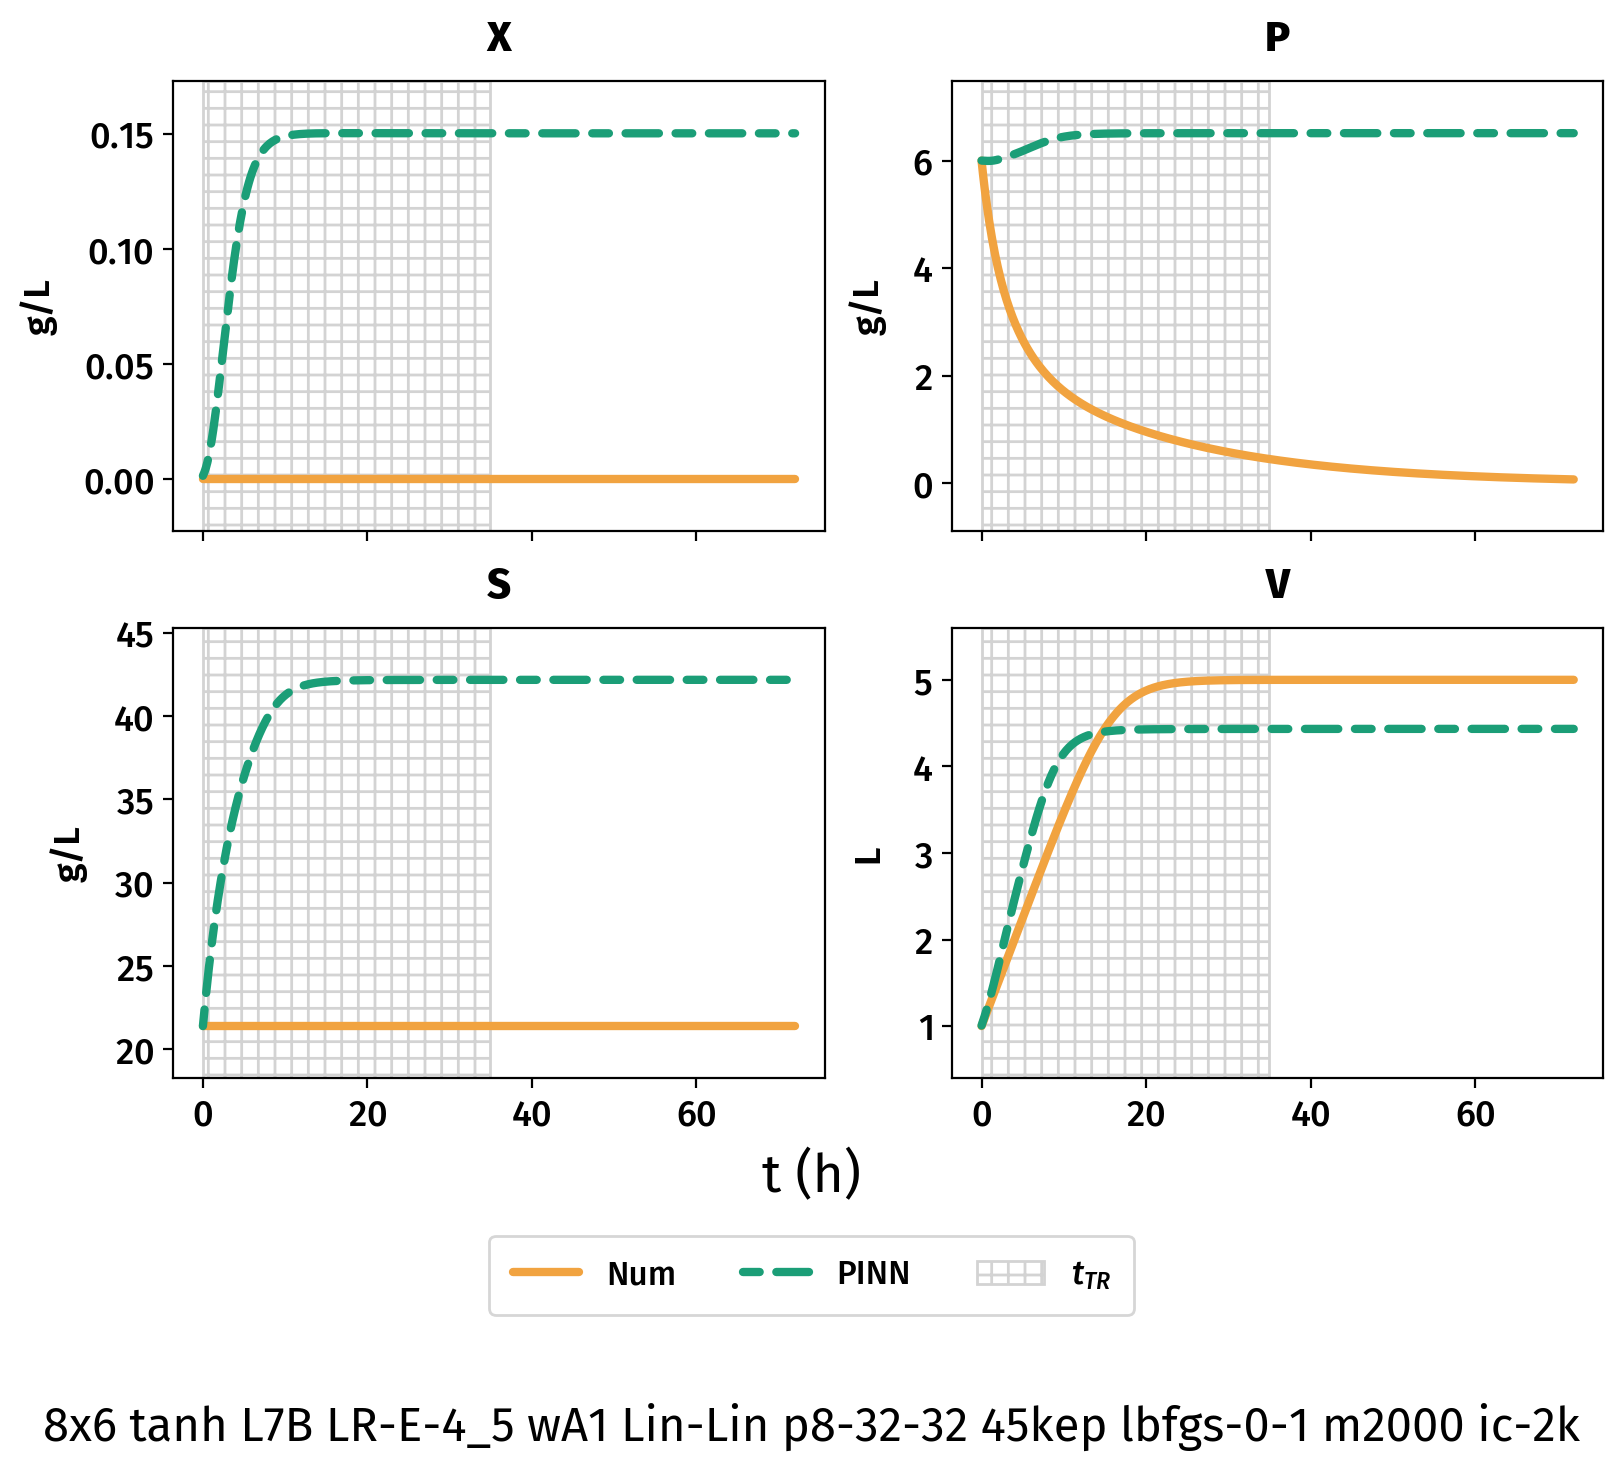 X
P
0.15
0.10
0.05
0.00
g/L
6
4
2
0
g/L
S
V
45
40
35
30
25
20
g/L
5
4
3
2
1
L
0 20 40 60
0 20 40 60
t (h)
Num PINN t_TR
8x6 tanh L7B LR-E-4_5 wA1 Lin-Lin p8-32-32 45kep lbfgs-0-1 m2000 ic-2k